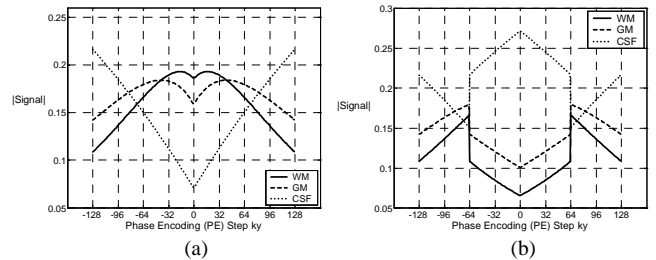 0.25
0.2
|Signal|
0.15
0.1
0.05
-128 -96 -64 -32 0 32 64 96 128
Phase Encoding (PE) Step ky
WM
GM
CSF
(a)
0.3
0.25
0.2
|Signal|
0.15
0.1
0.05
-128 -96 -64 -32 0 32 64 96 128
Phase Encoding (PE) Step ky
WM
GM
CSF
(b)